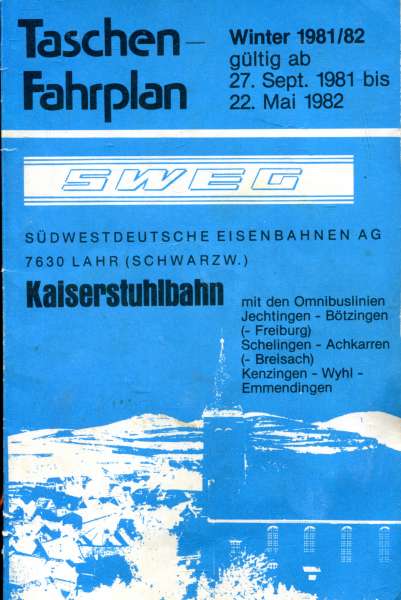 Taschen-
Fahrplan
Winter 1981/82
gültig ab
27. Sept. 1981 bis
22. Mai 1982
SWEG
SÜDWESTDEUTSCHE EISENBAHNEN AG
7630 LAHR (SCHWARZW.)
Kaiserstuhlbahn
mit den Omnibuslinien
Jechtingen - Bötzingen
(- Freiburg)
Schelingen - Achkarren
(- Breisach)
Kenzingen - Wyhl -
Emmendingen